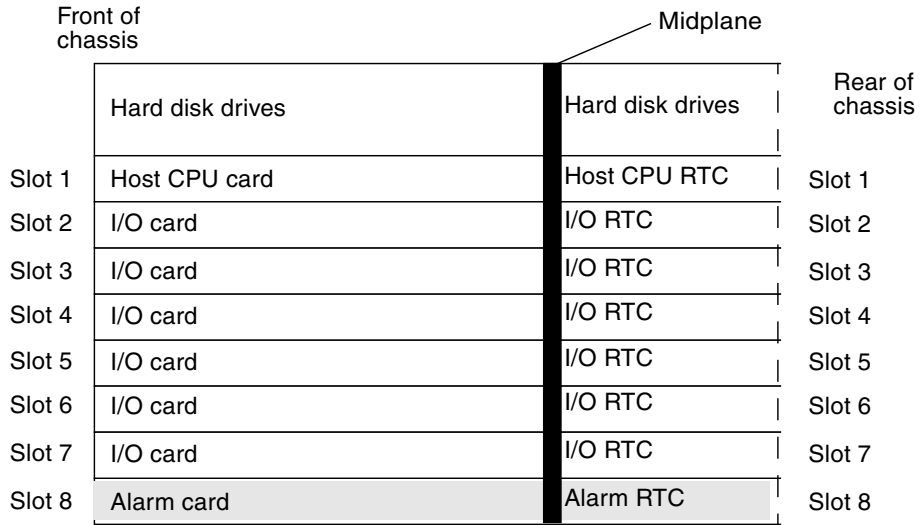 Front of
chassis
Midplane
Rear of
chassis
Hard disk drives Hard disk drives
Slot 1 Host CPU card Host CPU RTC Slot 1
Slot 2 I/O card I/O RTC Slot 2
Slot 3 I/O card I/O RTC Slot 3
Slot 4 I/O card I/O RTC Slot 4
Slot 5 I/O card I/O RTC Slot 5
Slot 6 I/O card I/O RTC Slot 6
Slot 7 I/O card I/O RTC Slot 7
Slot 8 Alarm card Alarm RTC Slot 8